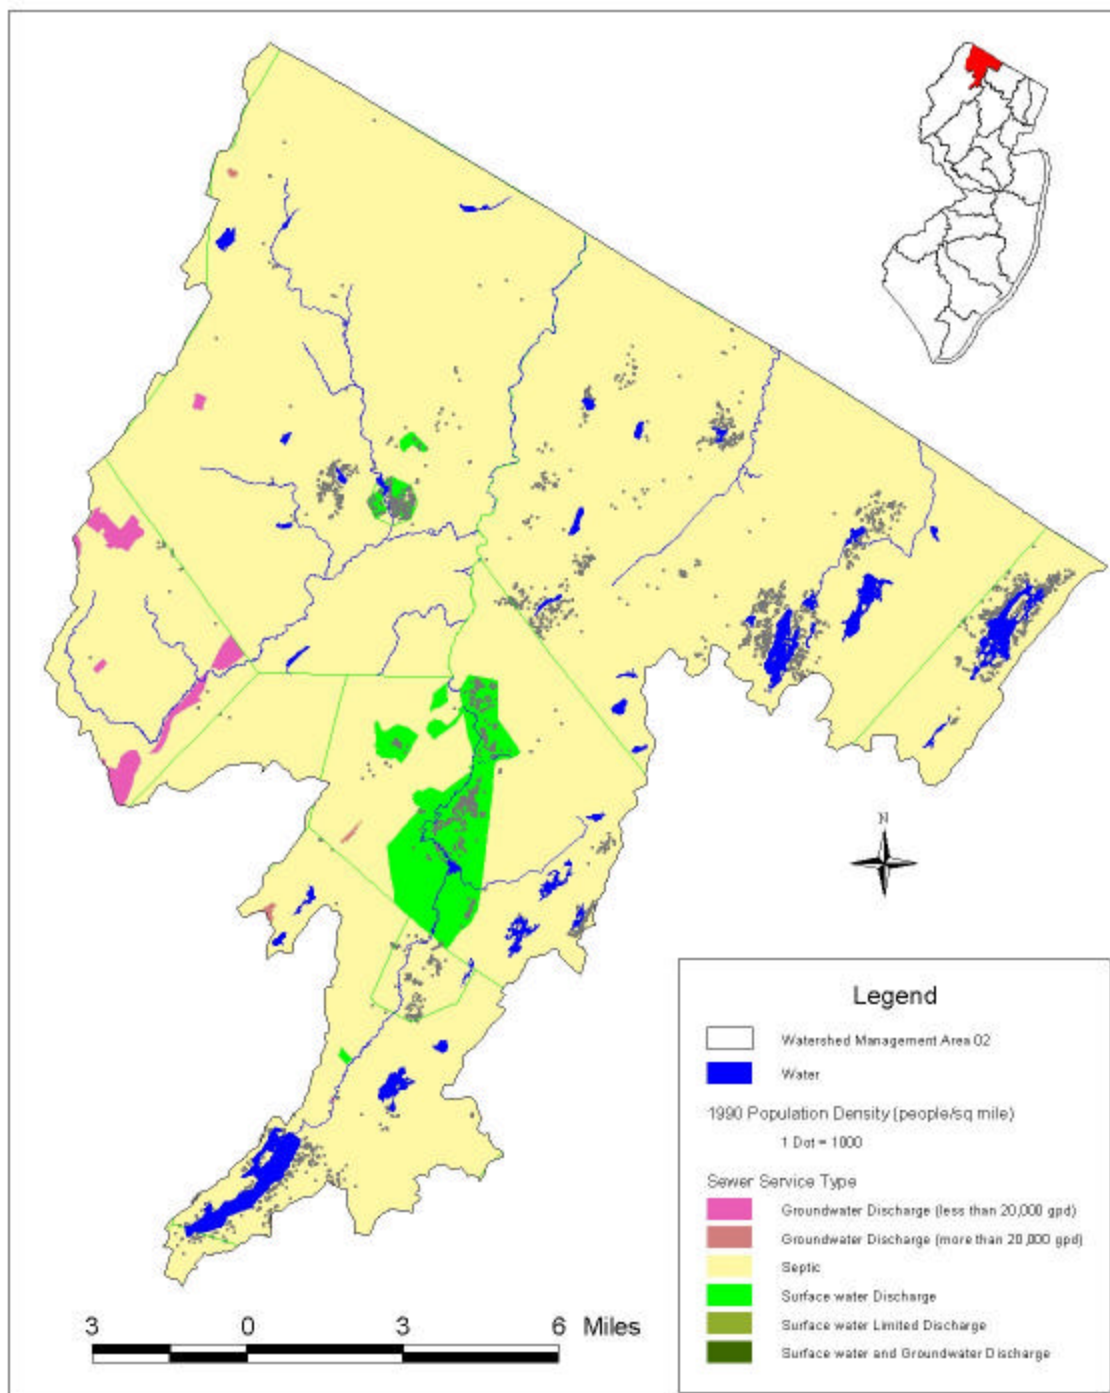 N
Legend
Watershed Management Area 02
Water
1990 Population Density (people/sq mile)
1 Dot = 1000
Sewer Service Type
Groundwater Discharge (less than 20,000 gpd)
Groundwater Discharge (more than 20,000 gpd)
Septic
Surface water Discharge
Surface water Limited Discharge
Surface water and Groundwater Discharge
3 0 3 6 Miles